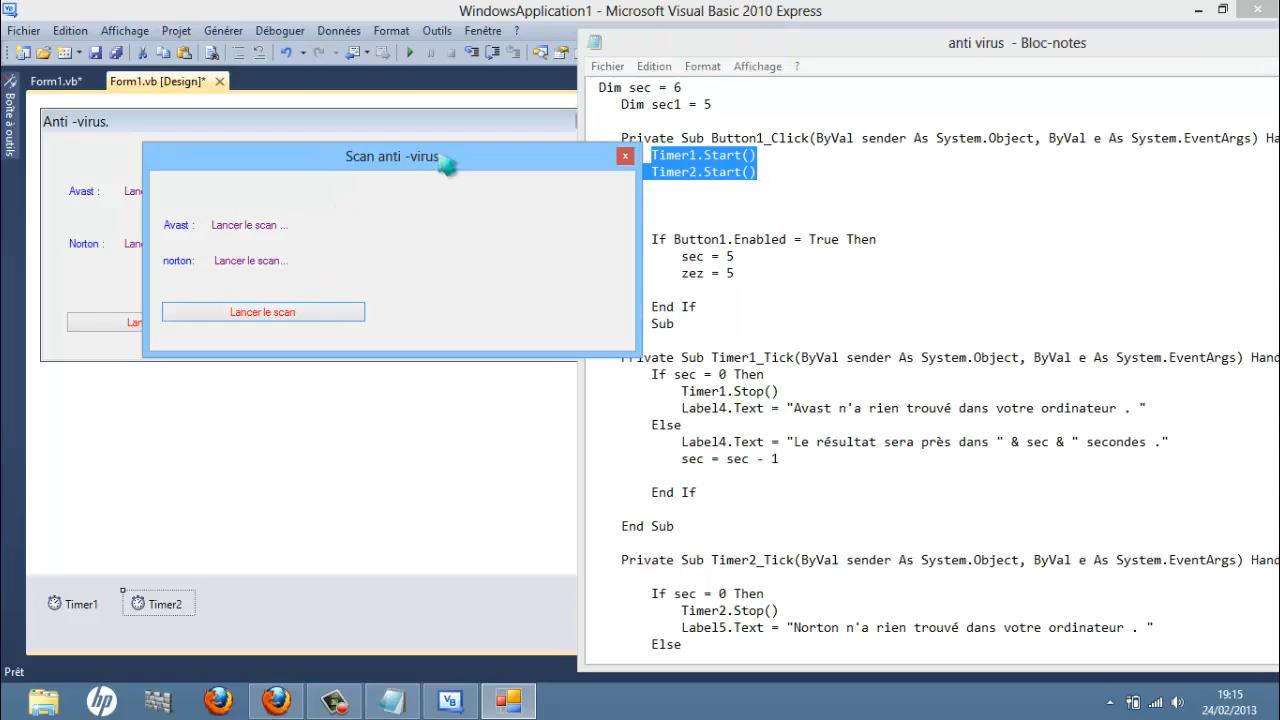 WindowsApplication1 - Microsoft Visual Basic 2010 Express
Fichier Edition Affichage Projet Générer Déboguer Données Format Outils Fenêtre ?
Form1.vb* Form1.vb [Design]*
Boîte à outils
Anti -virus.
Avast :
Norton :
Scan anti -virus
x
Avast : Lancer le scan ...
norton: Lancer le scan...
Lancer le scan
Timer1 Timer2
Prêt
anti virus - Bloc-notes
Fichier Edition Format Affichage ?
Dim sec = 6
Dim sec1 = 5
Private Sub Button1_Click(ByVal sender As System.Object, ByVal e As System.EventArgs) Ha
Timer1.Start()
Timer2.Start()
If Button1.Enabled = True Then
sec = 5
zez = 5
End If
Sub
Private Sub Timer1_Tick(ByVal sender As System.Object, ByVal e As System.EventArgs) Hand
If sec = 0 Then
Timer1.Stop()
Label4.Text = "Avast n'a rien trouvé dans votre ordinateur . "
Else
Label4.Text = "Le résultat sera près dans " & sec & " secondes ."
sec = sec - 1
End If
End Sub
Private Sub Timer2_Tick(ByVal sender As System.Object, ByVal e As System.EventArgs) Hand
If sec = 0 Then
Timer2.Stop()
Label5.Text = "Norton n'a rien trouvé dans votre ordinateur . "
Else
19:15
24/02/2013